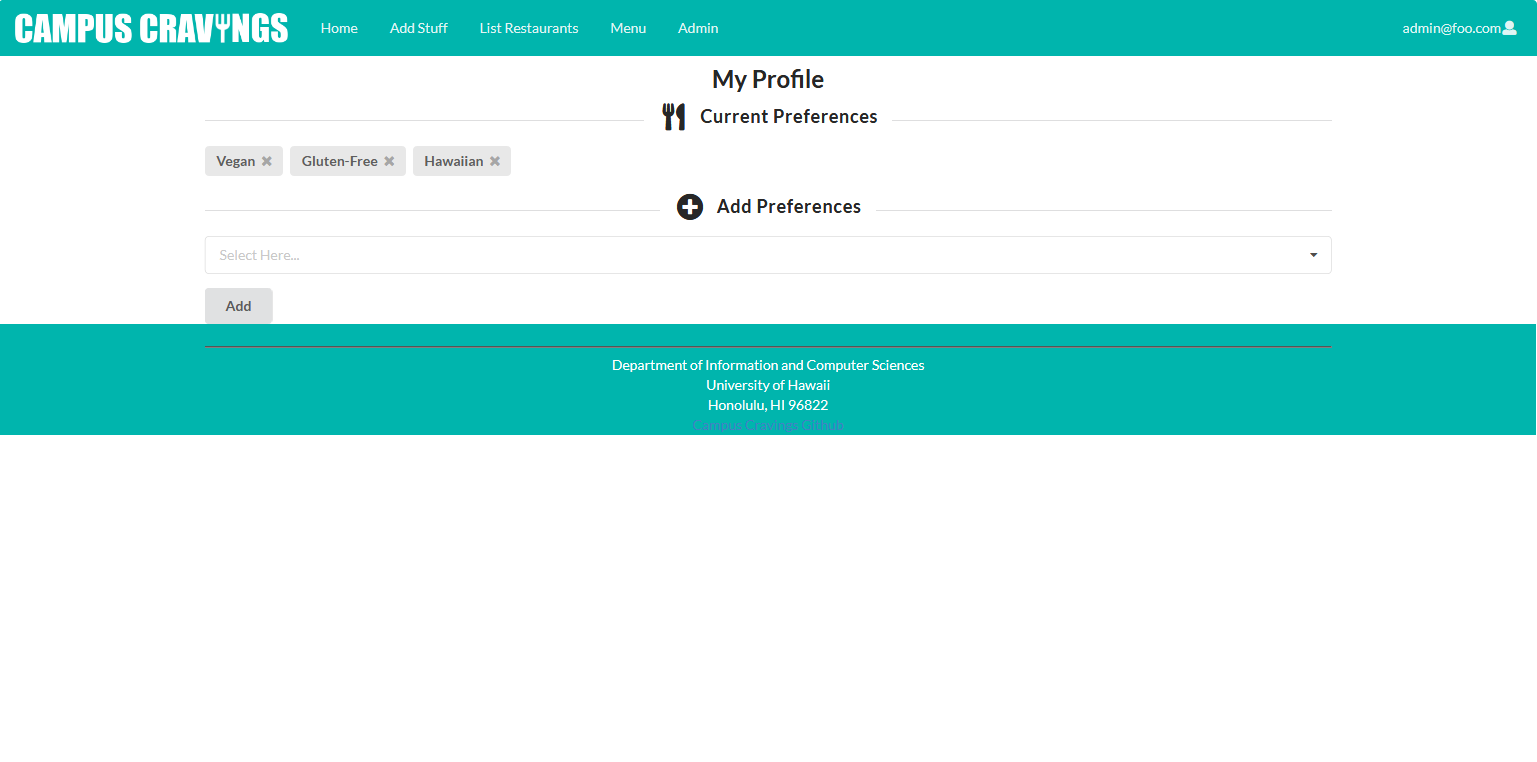 CAMPUS CRAVINGS Home Add Stuff List Restaurants Menu Admin admin@foo.com
My Profile
Current Preferences
Vegan Gluten-Free Hawaiian
Add Preferences
Select Here...
Add
Department of Information and Computer Sciences
University of Hawaii
Honolulu, HI 96822
Campus Cravings Github